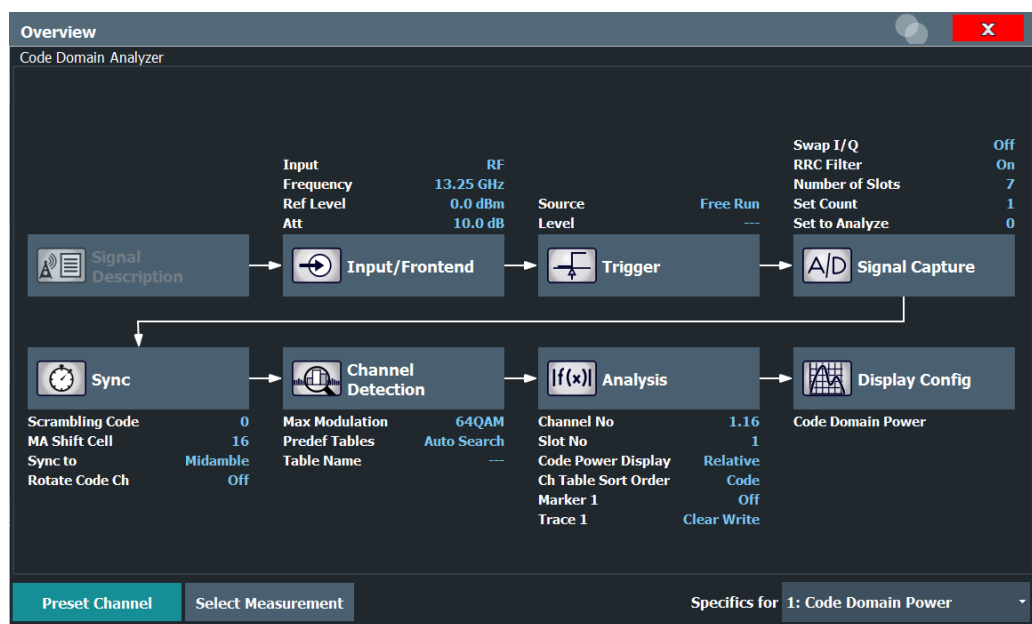 Overview
X
Code Domain Analyzer
Input RF
Frequency 13.25 GHz
Ref Level 0.0 dBm
Att 10.0 dB
Source Free Run
Level ---
Swap I/Q Off
RRC Filter On
Number of Slots 7
Set Count 1
Set to Analyze 0
Signal
Description
Input/Frontend
Trigger
A/D
Signal Capture
Sync
Channel
Detection
|f(x)|
Analysis
Display Config
Scrambling Code 0
MA Shift Cell 16
Sync to Midamble
Rotate Code Ch Off
Max Modulation 64QAM
Predef Tables Auto Search
Table Name ---
Channel No 1.16
Slot No 1
Code Power Display Relative
Ch Table Sort Order Code
Marker 1 Off
Trace 1 Clear Write
Code Domain Power
Preset Channel
Select Measurement
Specifics for 1: Code Domain Power